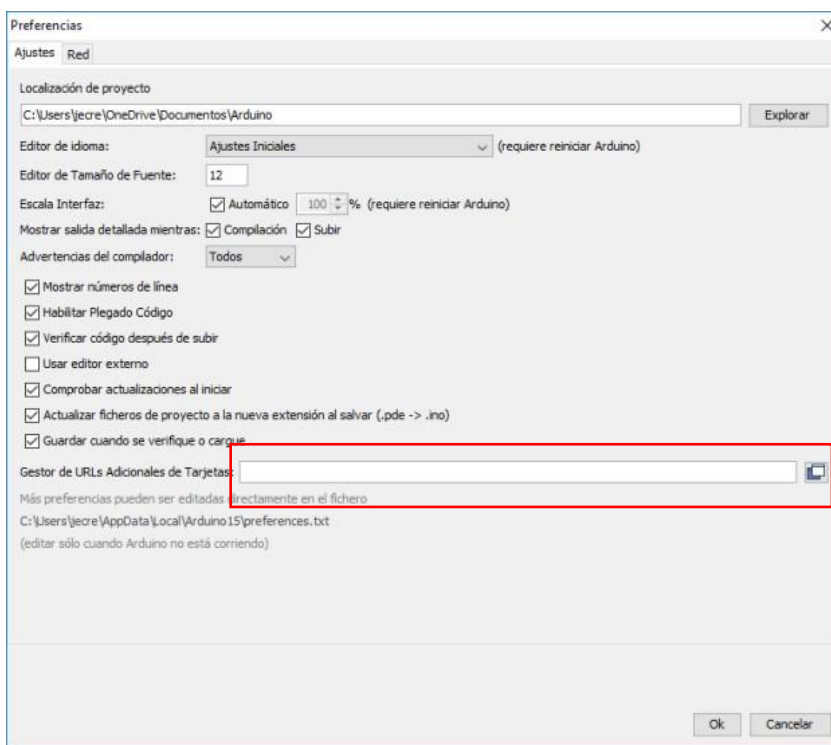 Preferencias
Ajustes Red
Localización de proyecto
C:\Users\jecre\OneDrive\Documentos\Arduino Explorar
Editor de idioma: Ajustes Iniciales (requiere reiniciar Arduino)
Editor de Tamaño de Fuente: 12
Escala Interfaz: Automático 100 % (requiere reiniciar Arduino)
Mostrar salida detallada mientras: Compilación Subir
Advertencias del compilador: Todos
Mostrar números de línea
Habilitar Plegado Código
Verificar código después de subir
Usar editor externo
Comprobar actualizaciones al iniciar
Actualizar ficheros de proyecto a la nueva extensión al salvar (.pde -> .ino)
Guardar cuando se verifique o cargue
Gestor de URLs Adicionales de Tarjetas:
Más preferencias pueden ser editadas directamente en el fichero
C:\Users\jecre\AppData\Local\Arduino15\preferences.txt
(editar sólo cuando Arduino no está corriendo)
Ok Cancelar